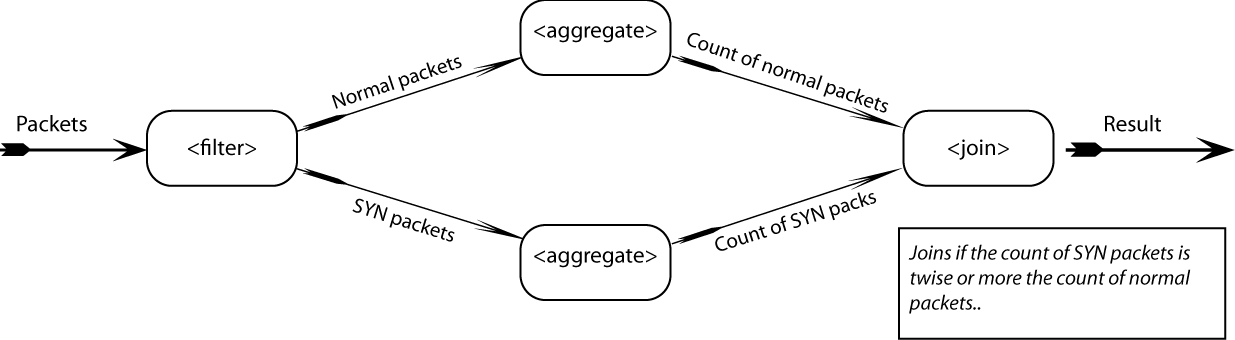 Packets
<filter>
Normal packets
SYN packets
<aggregate>
<aggregate>
Count of normal packets
Count of SYN packs
<join>
Result
Joins if the count of SYN packets is
twise or more the count of normal
packets..